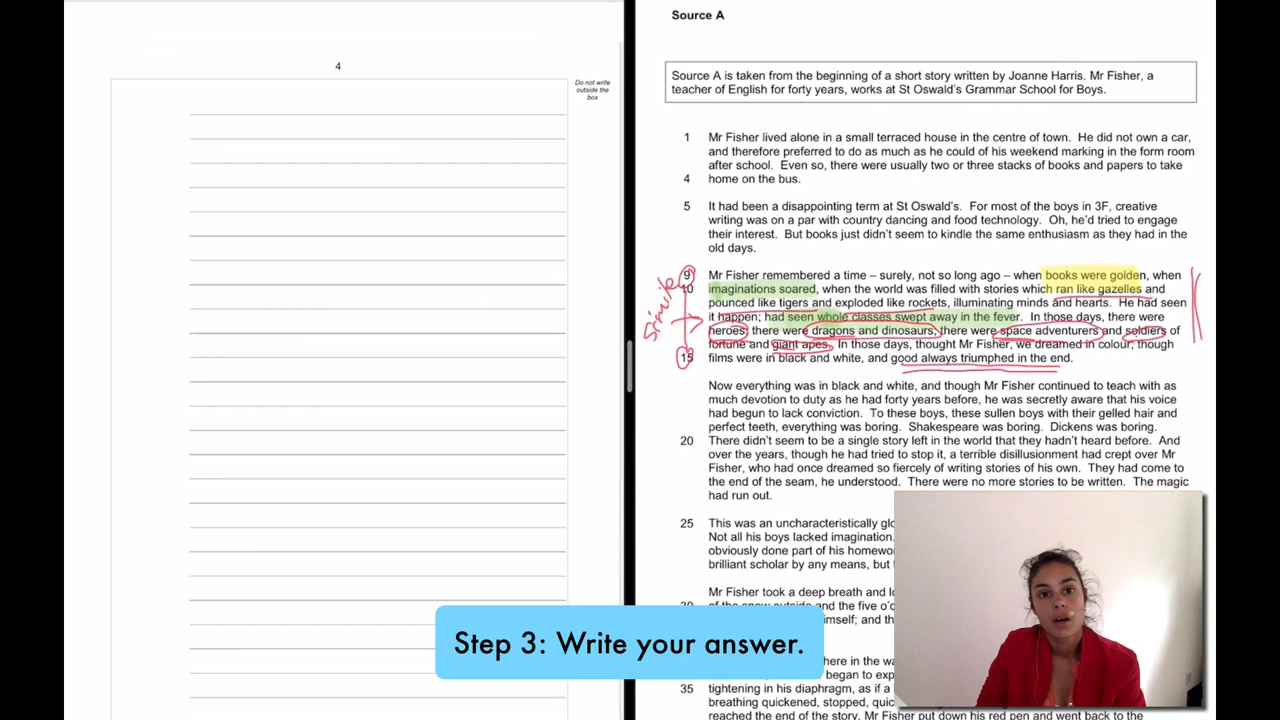 4
Do not write
outside the
box
Source A
Source A is taken from the beginning of a short story written by Joanne Harris. Mr Fisher, a
teacher of English for forty years, works at St Oswald's Grammar School for Boys.
1 Mr Fisher lived alone in a small terraced house in the centre of town. He did not own a car,
and therefore preferred to do as much as he could of his weekend marking in the form room
after school. Even so, there were usually two or three stacks of books and papers to take
4 home on the bus.
5 It had been a disappointing term at St Oswald's. For most of the boys in 3F, creative
writing was on a par with country dancing and food technology. Oh, he'd tried to engage
their interest. But books just didn't seem to kindle the same enthusiasm as they had in the
old days.
9 Mr Fisher remembered a time – surely, not so long ago – when books were golden, when
10 imaginations soared, when the world was filled with stories which ran like gazelles and
pounced like tigers and exploded like rockets, illuminating minds and hearts. He had seen
it happen; had seen whole classes swept away in the fever. In those days, there were
heroes; there were dragons and dinosaurs; there were space adventurers and soldiers of
fortune and giant apes. In those days, thought Mr Fisher, we dreamed in colour, though
15 films were in black and white, and good always triumphed in the end.
Simile
Now everything was in black and white, and though Mr Fisher continued to teach with as
much devotion to duty as he had forty years before, he was secretly aware that his voice
had begun to lack conviction. To these boys, these sullen boys with their gelled hair and
perfect teeth, everything was boring. Shakespeare was boring. Dickens was boring.
20 There didn't seem to be a single story left in the world that they hadn't heard before. And
over the years, though he had tried to stop it, a terrible disillusionment had crept over Mr
Fisher, who had once dreamed so fiercely of writing stories of his own. They had come to
the end of the seam, he understood. There were no more stories to be written. The magic
had run out.
25 This was an uncharacteristically
Not all his boys lacked imagination.
obviously done part of his
brilliant scholar by any means, but
Mr Fisher took a deep breath and
of the snow outside and the five
and
here in the
began to
35 tightening in his diaphragm, as if a
breathing quickened, stopped,
reached the end of the story, Mr Fisher put down his red pen and went back to the
Step 3: Write your answer.